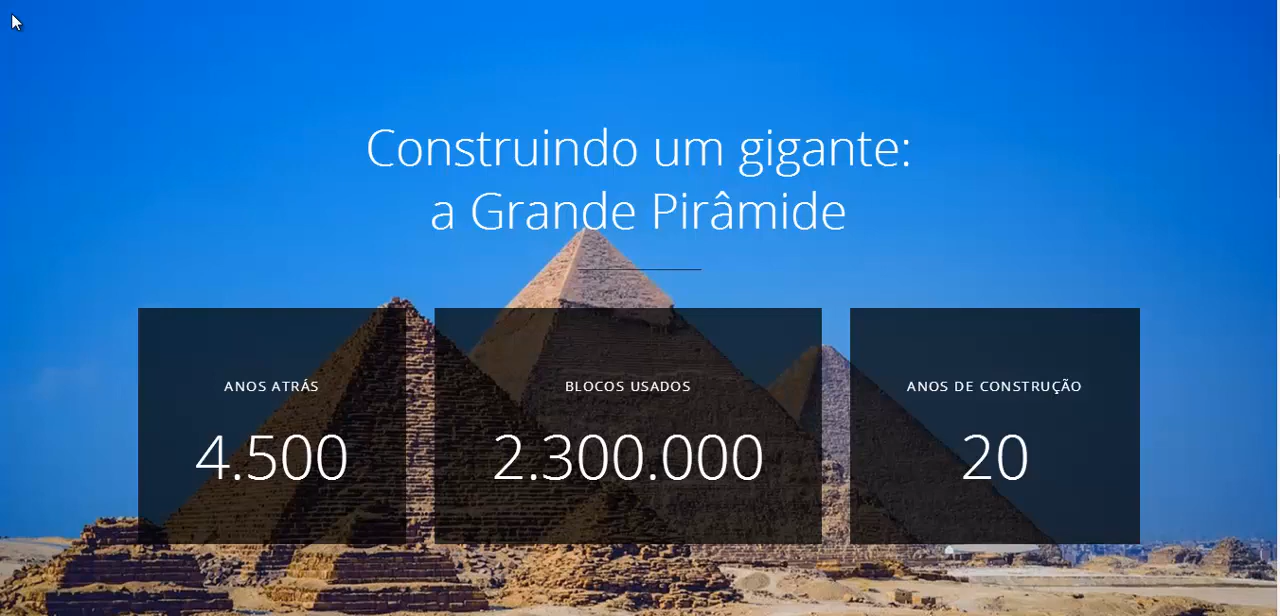 Construindo um gigante:
a Grande Pirâmide
ANOS ATRÁS
4.500
BLOCOS USADOS
2.300.000
ANOS DE CONSTRUÇÃO
20